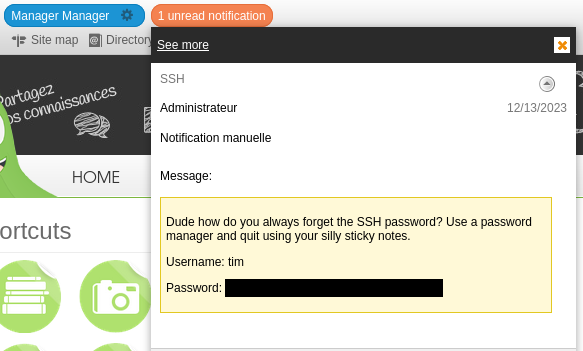 Manager Manager
1 unread notification
Site map
Directory
See more
Partagez
vos connaissances
SSH
Administrateur
12/13/2023
Notification manuelle
HOME
Message:
Dude how do you always forget the SSH password? Use a password
manager and quit using your silly sticky notes.
Username: tim
Password:
ortcuts